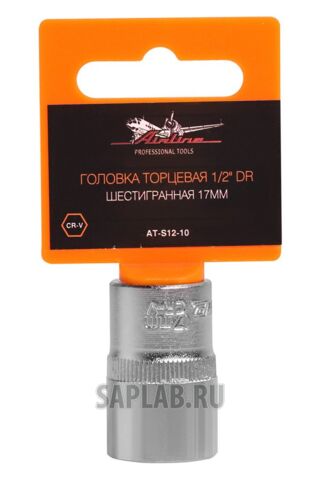 Airline
PROFESSIONAL TOOLS
ГОЛОВКА ТОРЦЕВАЯ 1/2" DR
ШЕСТИГРАННАЯ 17ММ
CR-V
AT-S12-10
SAPLAB.RU